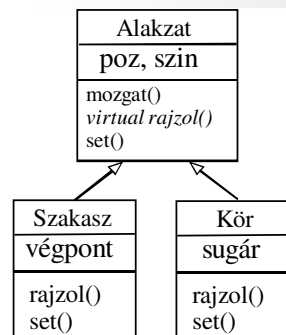 Alakzat
poz, szin
mozgat()
virtual rajzol()
set()
Szakasz
végpont
rajzol()
set()
Kör
sugár
rajzol()
set()